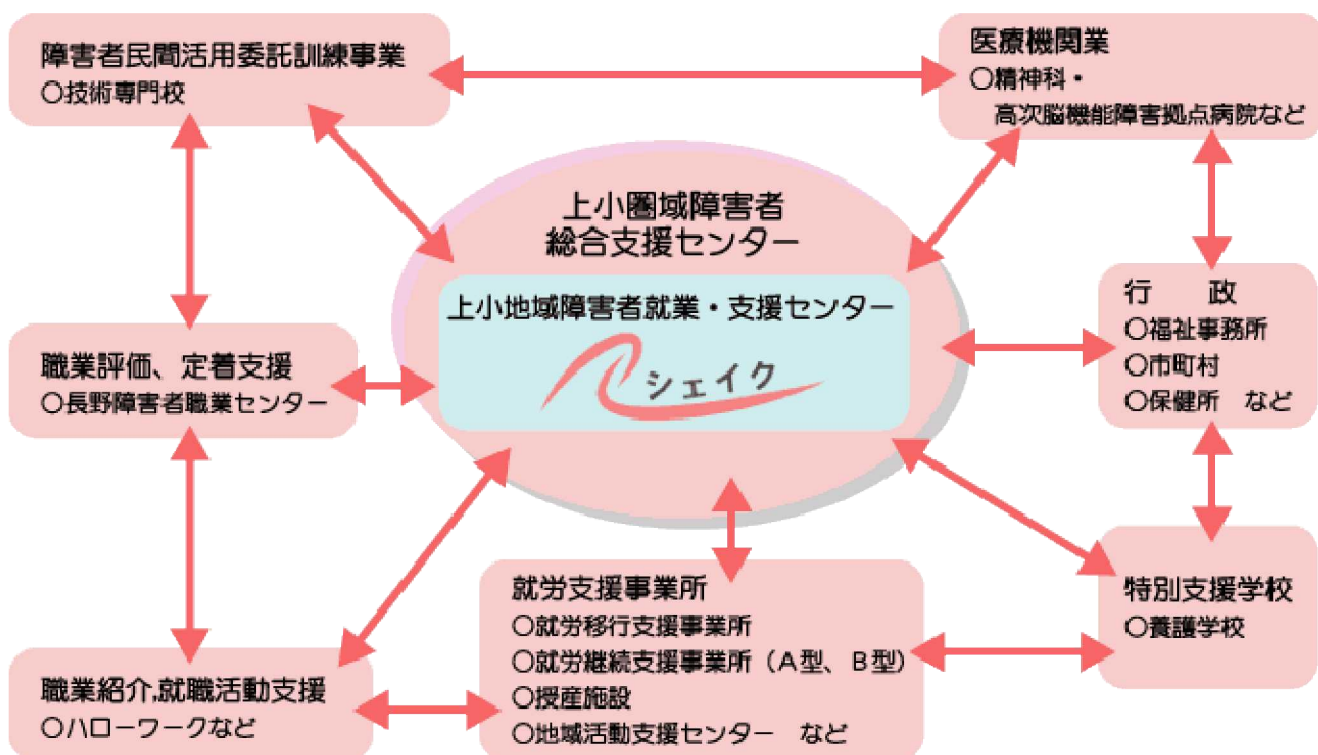 障害者民間活用委託訓練事業
○技術専門校
医療機関業
○精神科・
高次脳機能障害拠点病院など
上小圏域障害者
総合支援センター
上小地域障害者就業・支援センター
シェイク
行　政
○福祉事務所
○市町村
○保健所　など
職業評価、定着支援
○長野障害者職業センター
就労支援事業所
○就労移行支援事業所
○就労継続支援事業所（A型、B型）
○授産施設
○地域活動支援センター　など
特別支援学校
○養護学校
職業紹介,就職活動支援
○ハローワークなど